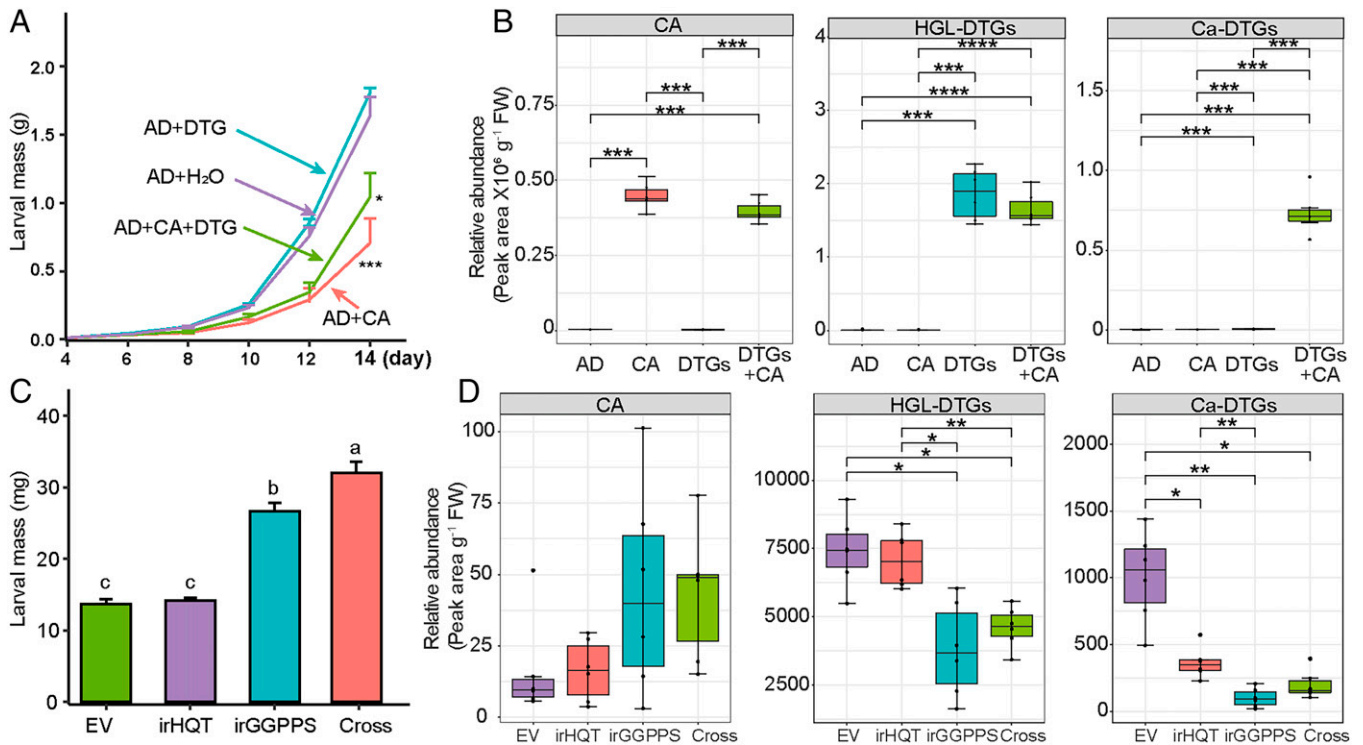 A
Larval mass (g)
2.0
1.5
1.0
0.5
0.0
AD+DTG
AD+H₂O
AD+CA+DTG
AD+CA
*
***
4 6 8 10 12 14 (day)
B
Relative abundance
(Peak area X10⁶ g⁻¹ FW)
CA
0.75
0.50
0.25
0
***
***
***
***
AD CA DTGs DTGs
+CA
HGL-DTGs
4
3
2
1
0
****
***
****
***
AD CA DTGs DTGs
+CA
Ca-DTGs
1.5
1.0
0.5
0
***
***
***
***
***
AD CA DTGs DTGs
+CA
C
Larval mass (mg)
40
30
20
10
0
c
c
b
a
EV irHQT irGGPPS Cross
D
Relative abundance
(Peak area g⁻¹ FW)
CA
100
75
50
25
0
EV irHQT irGGPPS Cross
HGL-DTGs
10000
7500
5000
2500
**
*
*
*
EV irHQT irGGPPS Cross
Ca-DTGs
2000
1500
1000
500
0
**
*
**
*
EV irHQT irGGPPS Cross